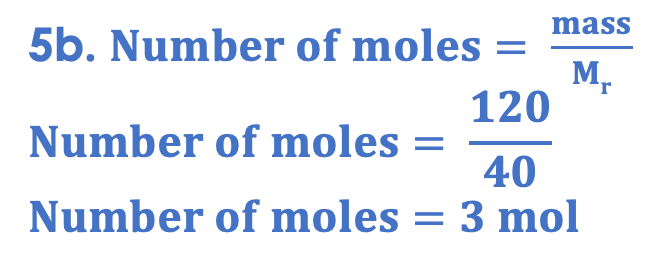 5b. Number of moles = mass / Mr
Number of moles = 120 / 40
Number of moles = 3 mol